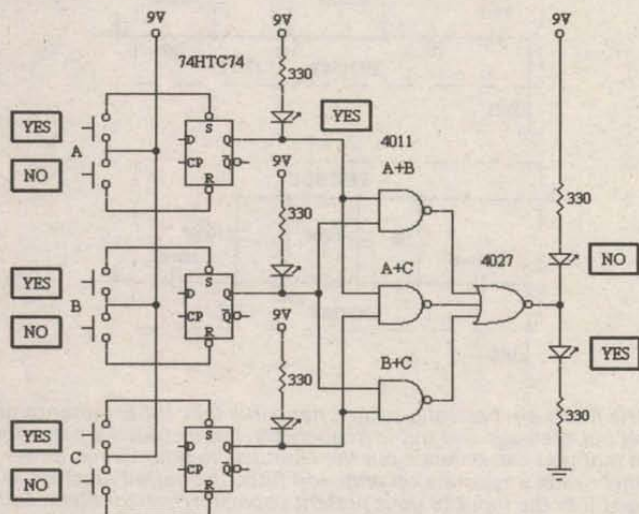 9V 9V 9V
74HTC74
330
YES
YES
A
NO
S
D Q
CP Q
R
9V
4011
A+B
330
330
YES
B
NO
S
D Q
CP Q
R
A+C
4027
NO
9V
YES
330
B+C
330
YES
C
NO
S
D Q
CP Q
R